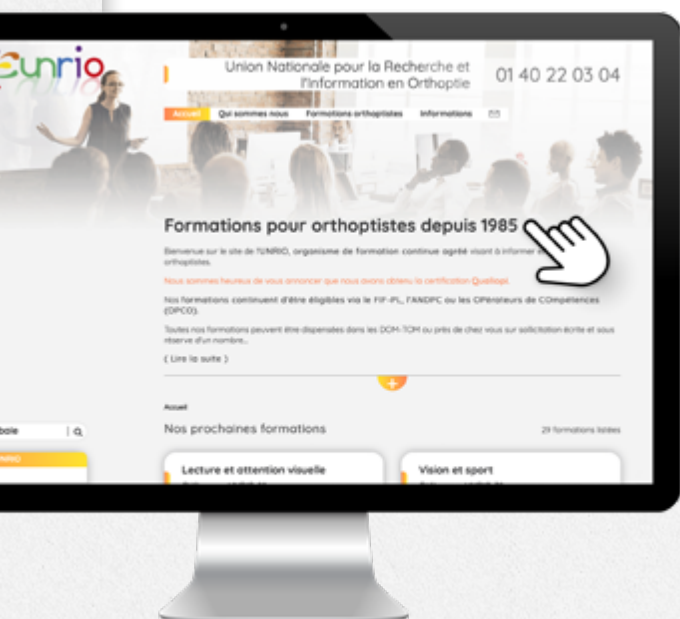 unrio
Union Nationale pour la Recherche et
l'Information en Orthoptie
01 40 22 03 04
Accueil Qui sommes nous Formations orthoptistes Informations
Formations pour orthoptistes depuis 1985
Bienvenue sur le site de l'UNRIO, organisme de formation continue agréé visant à informer
orthoptistes.
Nous sommes heureux de vous annoncer que nous avons obtenu la certification Qualiopi.
Nos formations continuent d'être éligibles via le FIF-PL, l'ANDPC ou les OPérateurs de COmpétences
(OPCO).
Toutes nos formations peuvent être dispensées dans les DOM-TOM ou près de chez vous sur sollicitation écrite et sous
réserve d'un nombre...
( Lire la suite )
+
Accueil
Nos prochaines formations
29 formations listées
Lecture et attention visuelle
Vision et sport